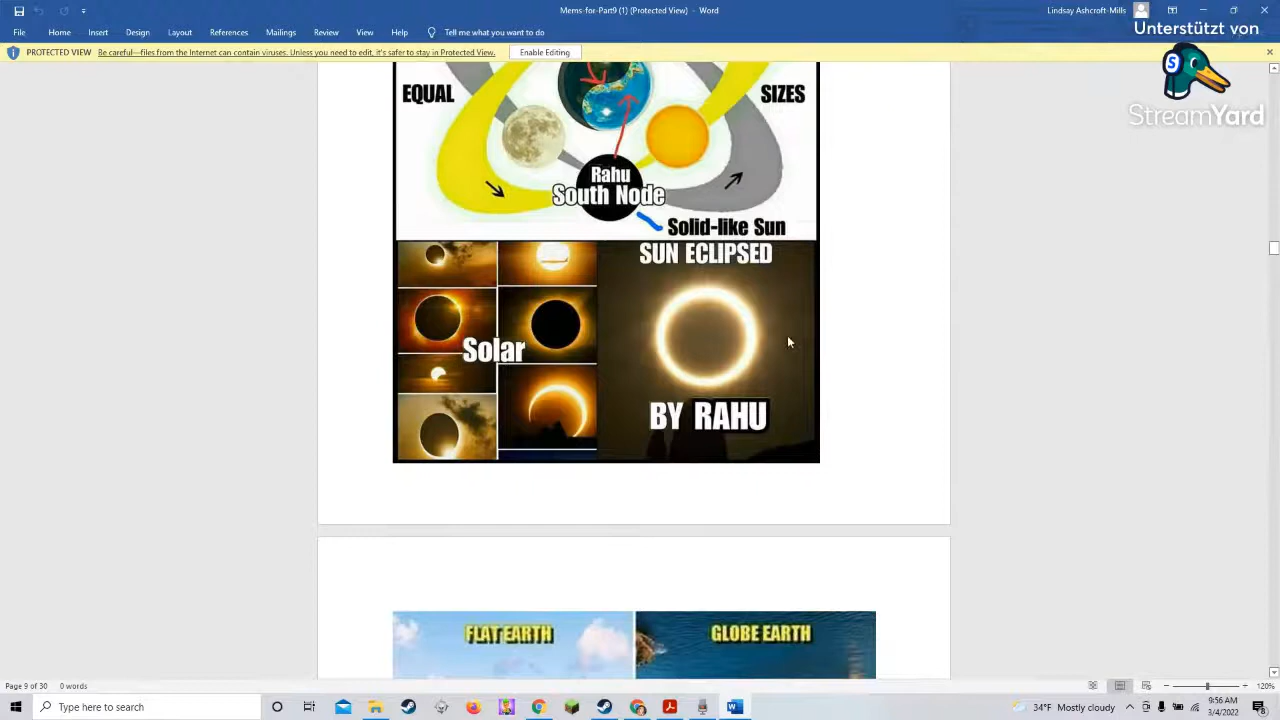 Mems-for-Part9 (1) (Protected View) - Word
Lindsay Ashcroft-Mills
Unterstützt von
File Home Insert Design Layout References Mailings Review View Help Tell me what you want to do
PROTECTED VIEW Be careful—files from the Internet can contain viruses. Unless you need to edit, it's safer to stay in Protected View. Enable Editing
S
StreamYard
EQUAL
SIZES
Rahu
South Node
Solid-like Sun
SUN ECLIPSED
Solar
BY RAHU
FLAT EARTH
GLOBE EARTH
Page 9 of 30 0 words
120%
Type here to search
34°F Mostly cloudy
9:56 AM
3/4/2023